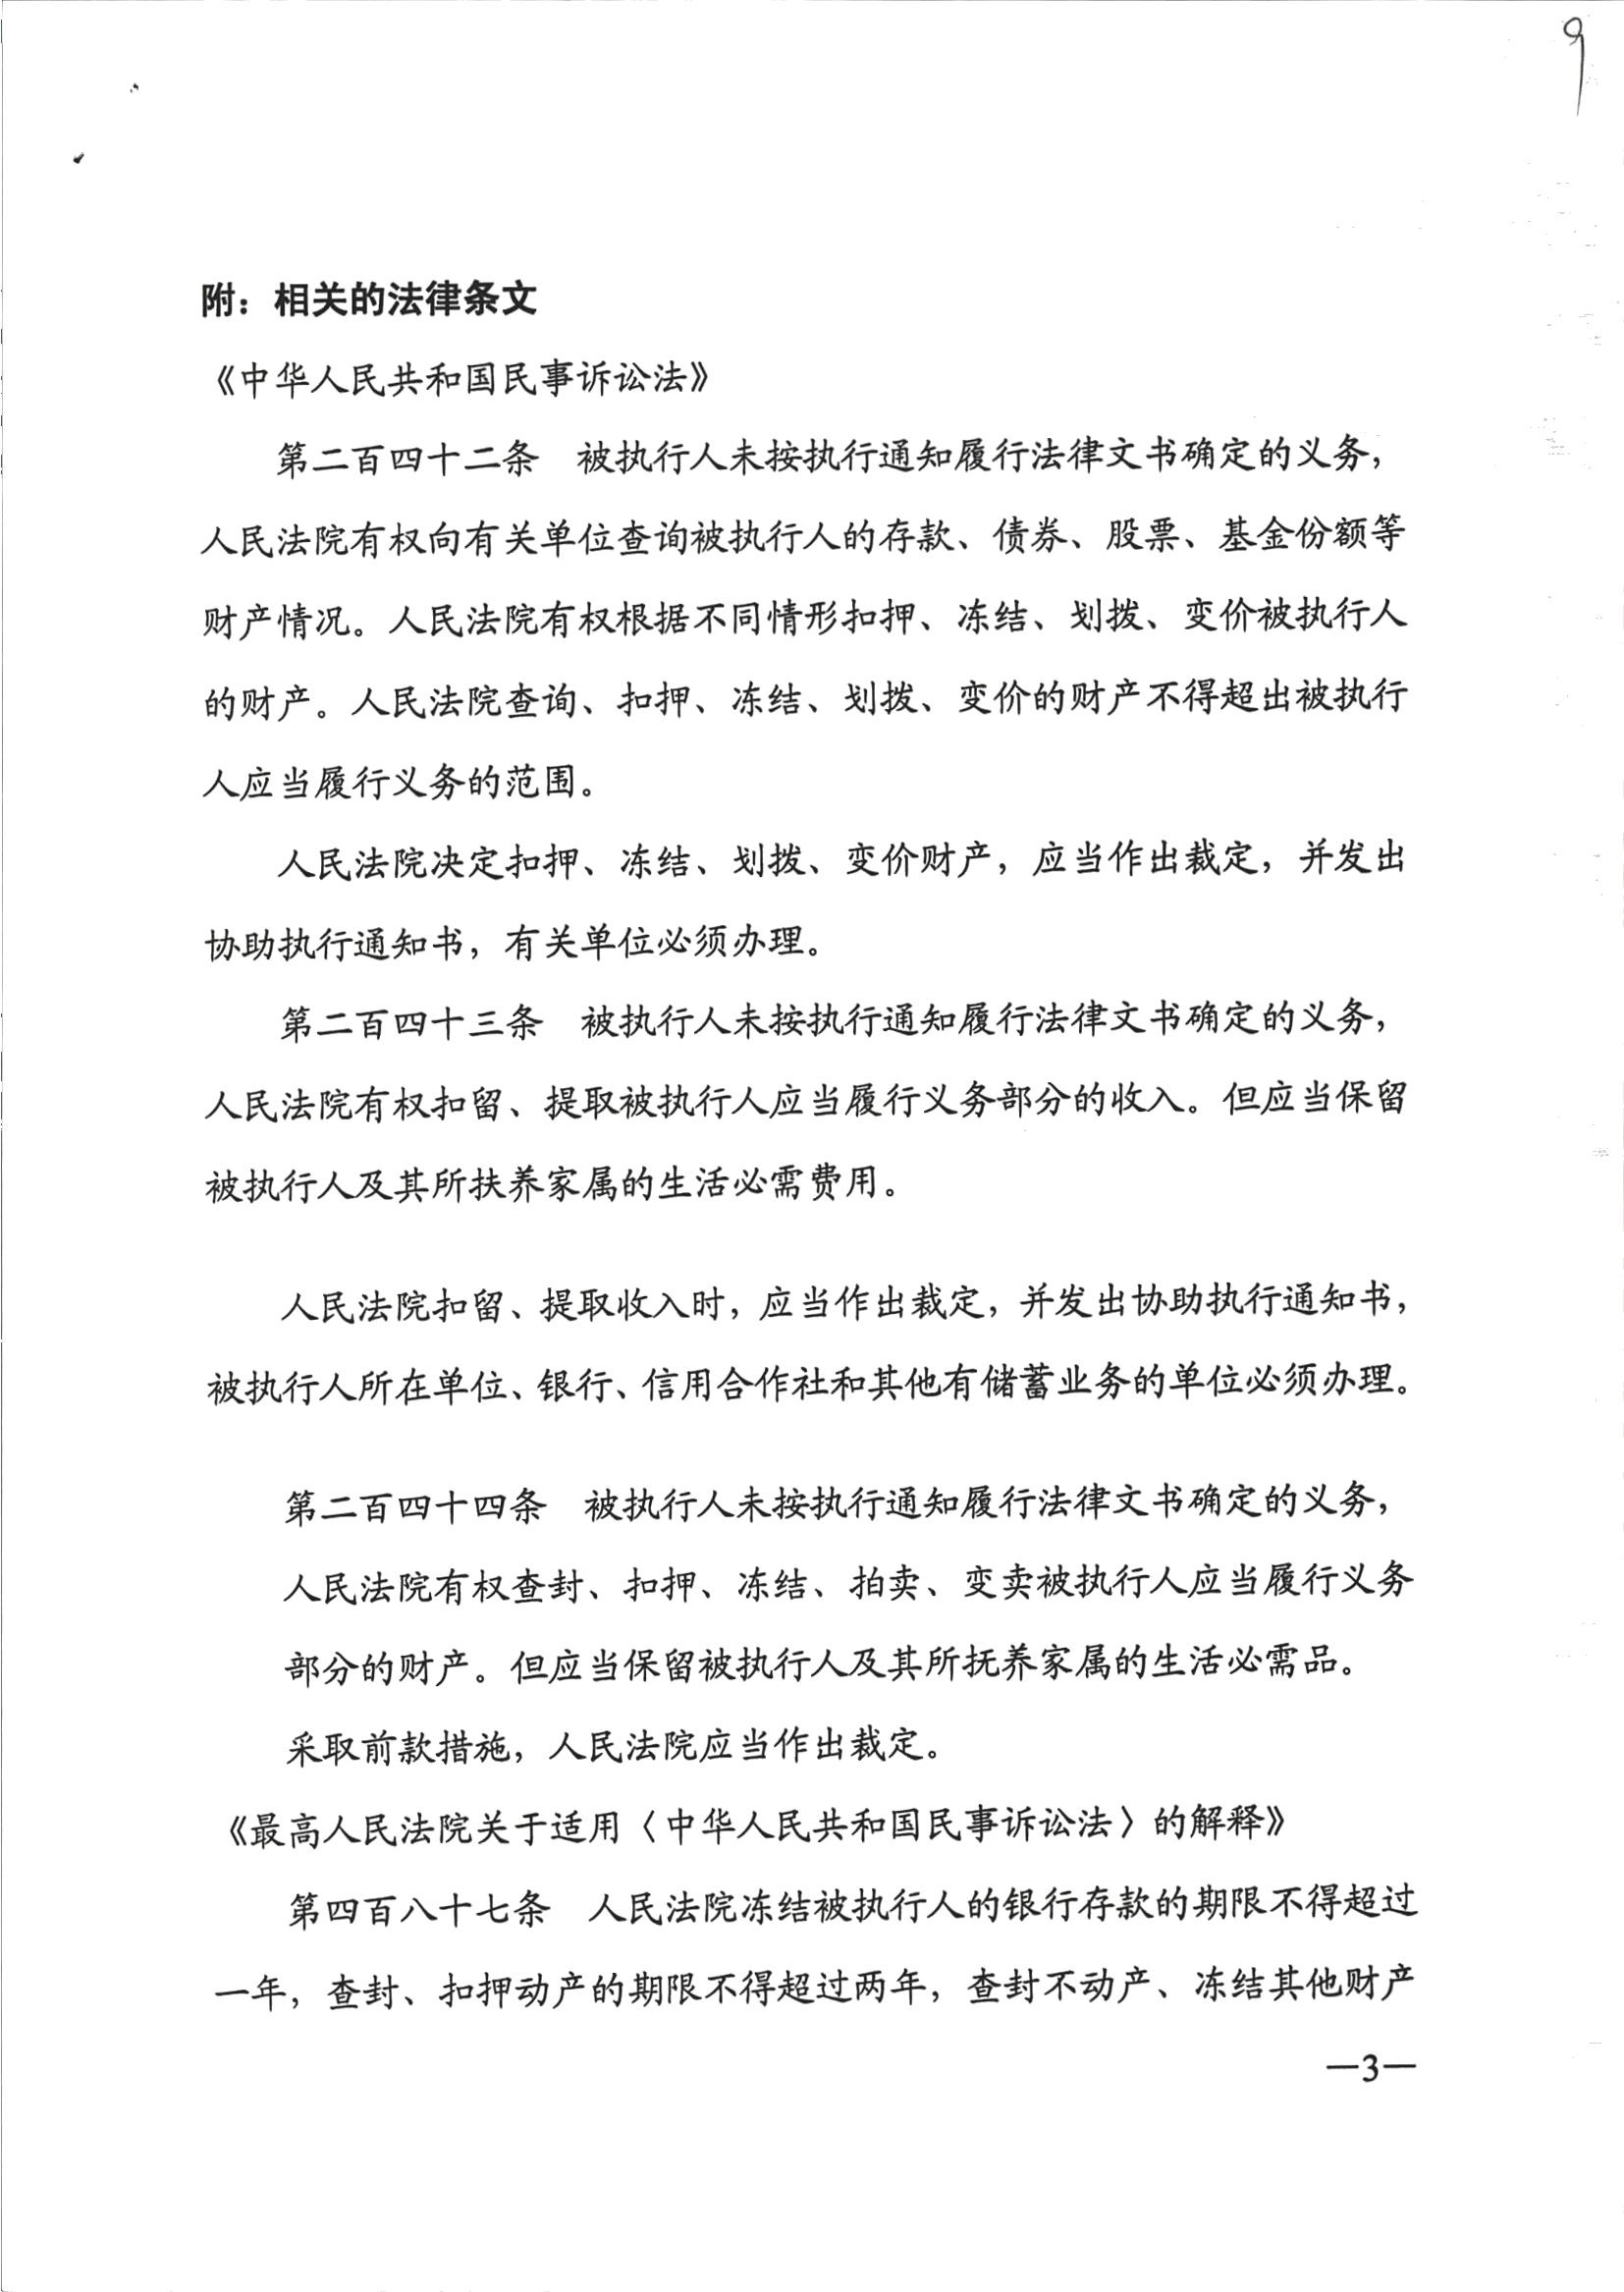 9
附：相关的法律条文
《中华人民共和国民事诉讼法》
第二百四十二条　被执行人未按执行通知履行法律文书确定的义务，
人民法院有权向有关单位查询被执行人的存款、债券、股票、基金份额等
财产情况。人民法院有权根据不同情形扣押、冻结、划拨、变价被执行人
的财产。人民法院查询、扣押、冻结、划拨、变价的财产不得超出被执行
人应当履行义务的范围。
人民法院决定扣押、冻结、划拨、变价财产，应当作出裁定，并发出
协助执行通知书，有关单位必须办理。
第二百四十三条　被执行人未按执行通知履行法律文书确定的义务，
人民法院有权扣留、提取被执行人应当履行义务部分的收入。但应当保留
被执行人及其所扶养家属的生活必需费用。
人民法院扣留、提取收入时，应当作出裁定，并发出协助执行通知书，
被执行人所在单位、银行、信用合作社和其他有储蓄业务的单位必须办理。
第二百四十四条　被执行人未按执行通知履行法律文书确定的义务，
人民法院有权查封、扣押、冻结、拍卖、变卖被执行人应当履行义务
部分的财产。但应当保留被执行人及其所抚养家属的生活必需品。
采取前款措施，人民法院应当作出裁定。
《最高人民法院关于适用〈中华人民共和国民事诉讼法〉的解释》
第四百八十七条　人民法院冻结被执行人的银行存款的期限不得超过
一年，查封、扣押动产的期限不得超过两年，查封不动产、冻结其他财产
—3—